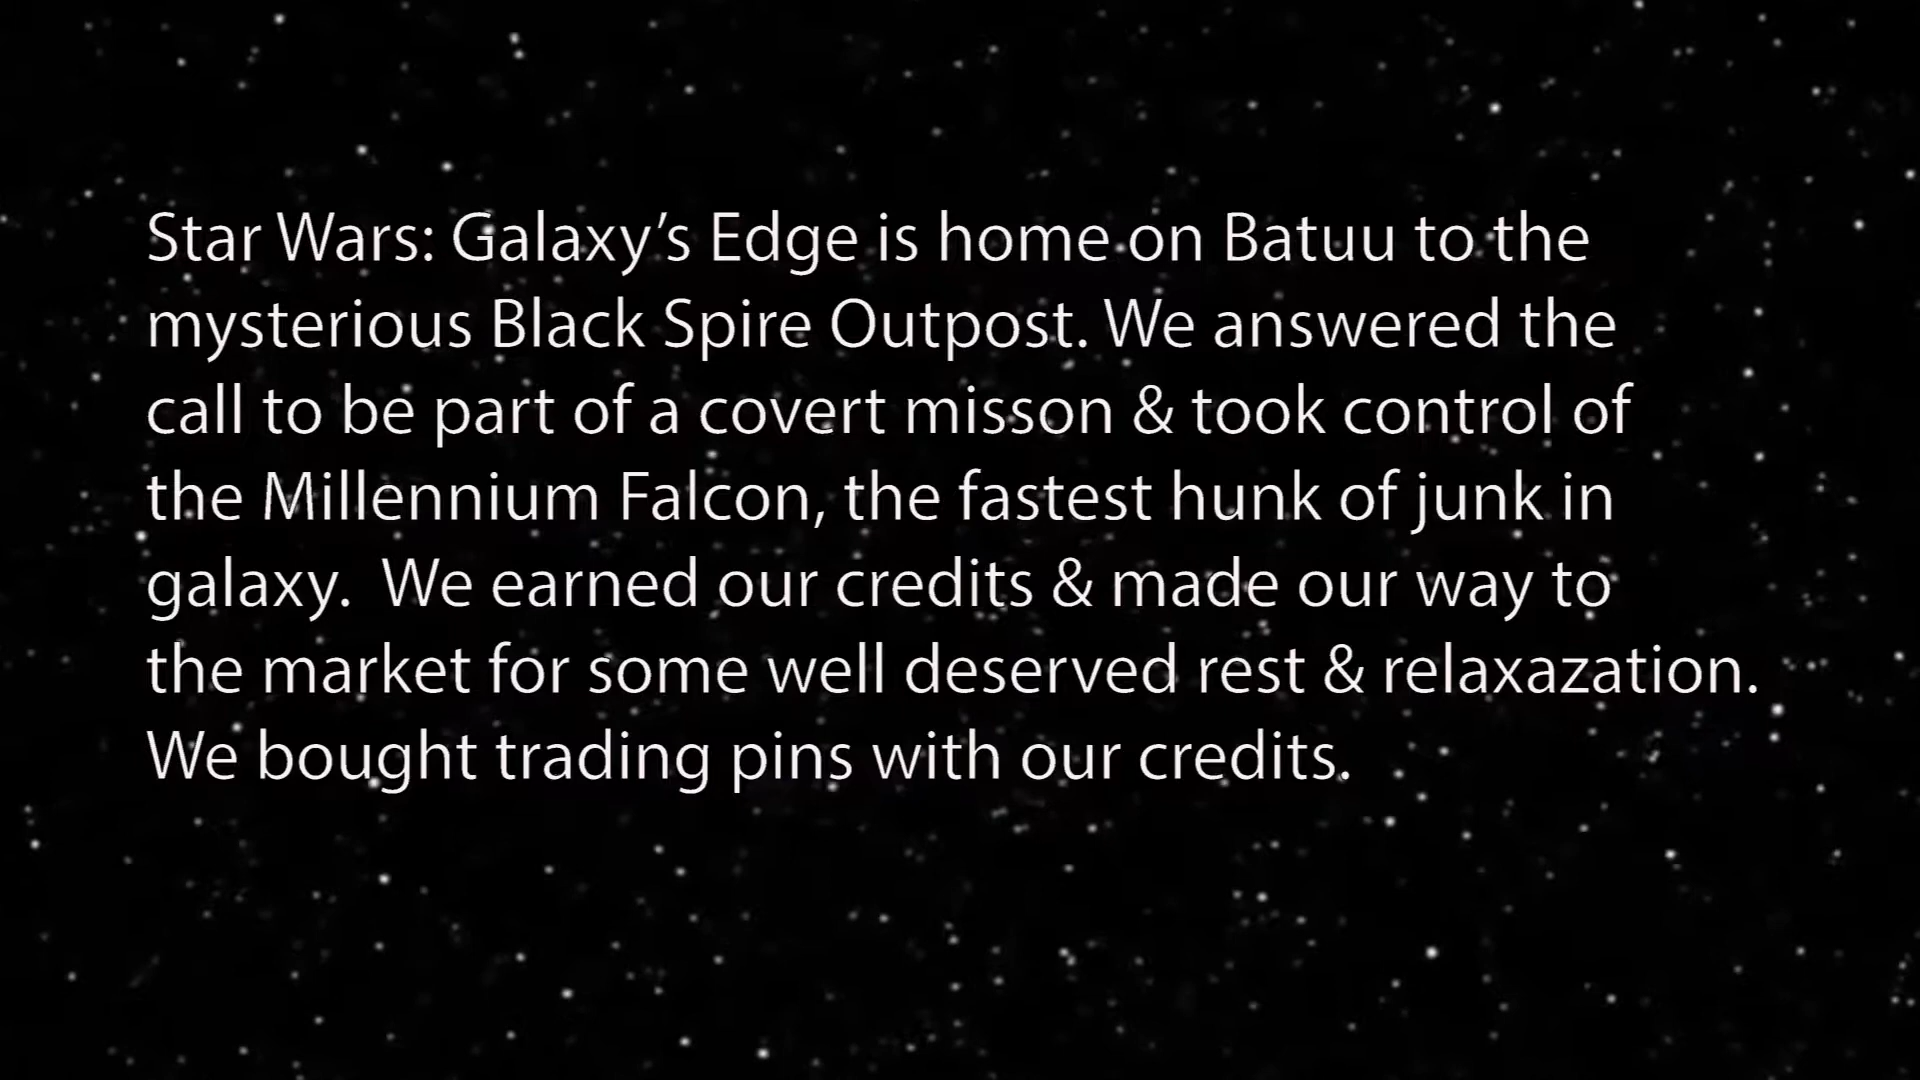 Star Wars: Galaxy’s Edge is home on Batuu to the
mysterious Black Spire Outpost. We answered the
call to be part of a covert misson & took control of
the Millennium Falcon, the fastest hunk of junk in
galaxy.  We earned our credits & made our way to
the market for some well deserved rest & relaxazation.
We bought trading pins with our credits.